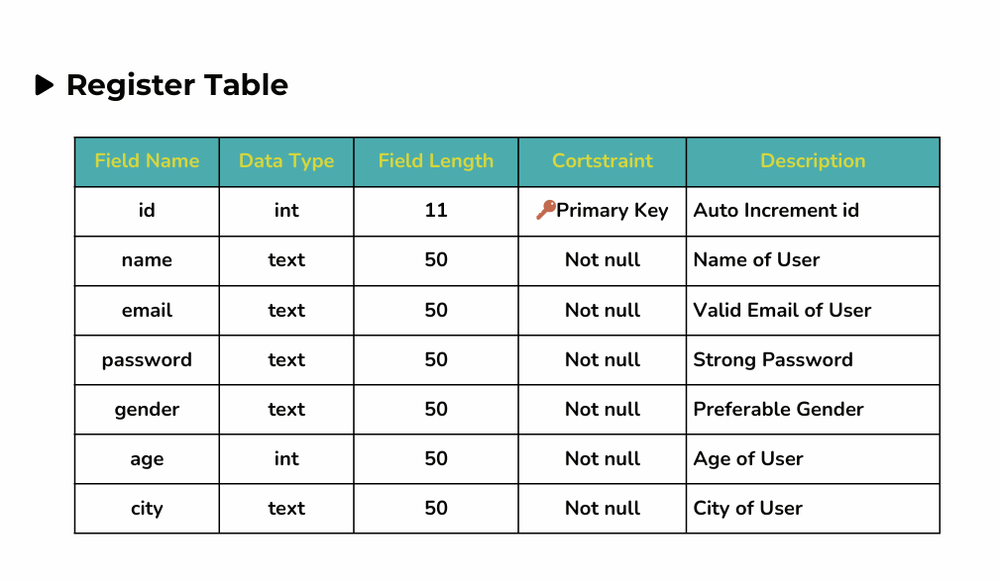 Register Table
Field Name Data Type Field Length Cortstraint Description
id int 11 Primary Key Auto Increment id
name text 50 Not null Name of User
email text 50 Not null Valid Email of User
password text 50 Not null Strong Password
gender text 50 Not null Preferable Gender
age int 50 Not null Age of User
city text 50 Not null City of User